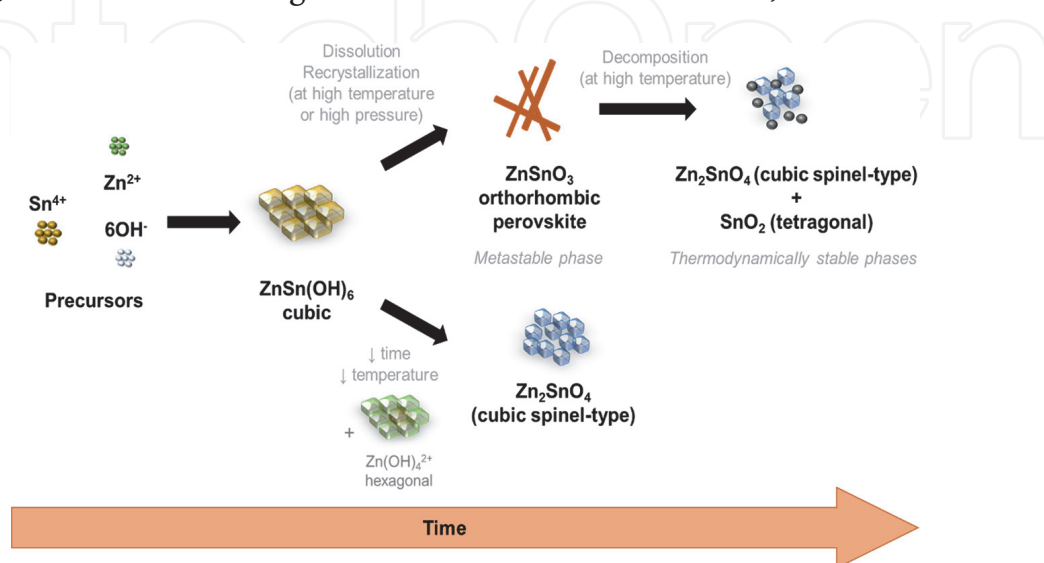 Dissolution
Recrystallization
(at high temperature
or high pressure)
Decomposition
(at high temperature)
Zn²⁺
Sn⁴⁺
6OH⁻
Precursors
ZnSn(OH)₆
cubic
ZnSnO₃
orthorhombic
perovskite
Metastable phase
Zn₂SnO₄ (cubic spinel-type)
+
SnO₂ (tetragonal)
Thermodynamically stable phases
↓ time
↓ temperature
+
Zn(OH)₄²⁺
hexagonal
Zn₂SnO₄
(cubic spinel-type)
Time